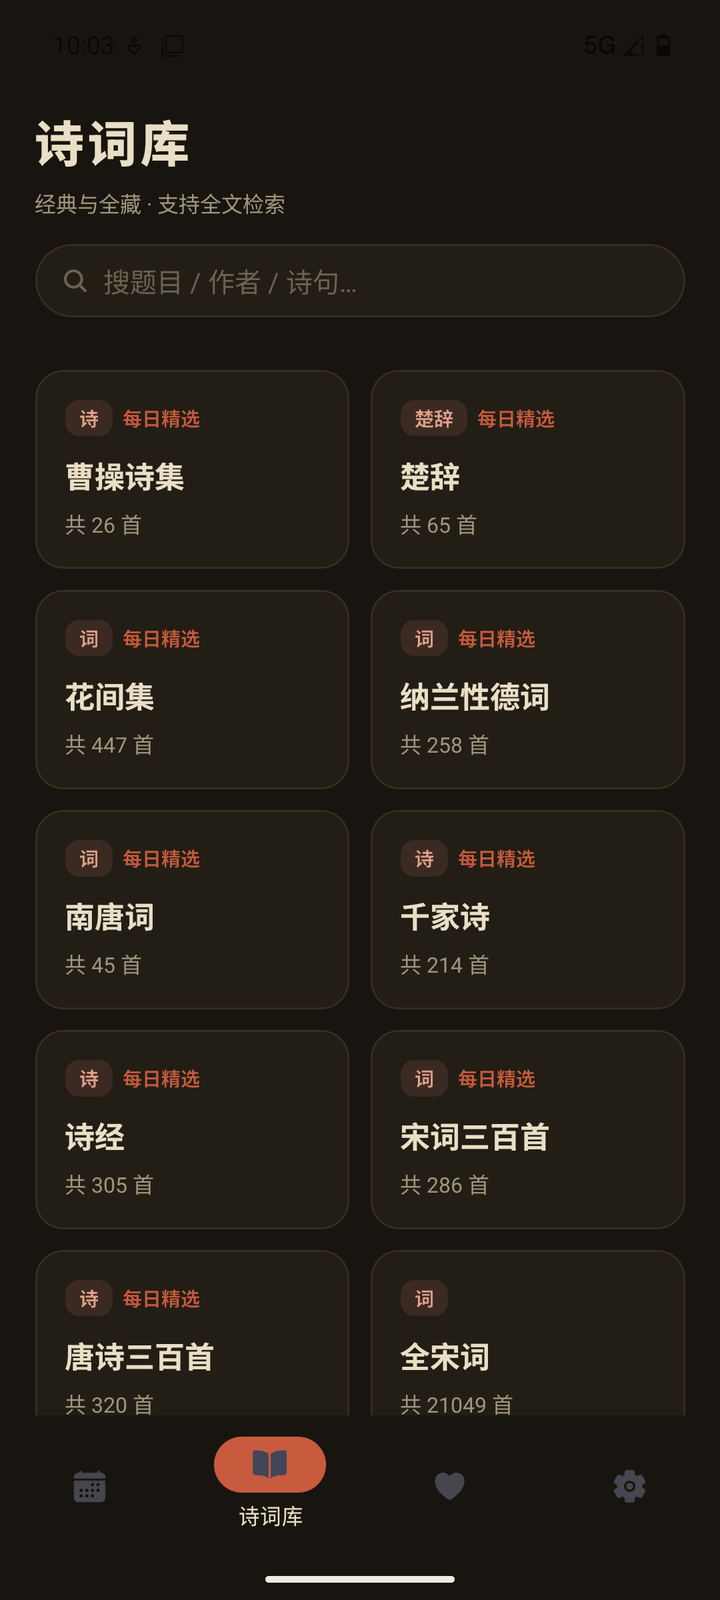 10:03
5G
诗词库
经典与全藏 · 支持全文检索
搜题目 / 作者 / 诗句...
诗 每日精选
曹操诗集
共 26 首
楚辞 每日精选
楚辞
共 65 首
词 每日精选
花间集
共 447 首
词 每日精选
纳兰性德词
共 258 首
词 每日精选
南唐词
共 45 首
诗 每日精选
千家诗
共 214 首
诗 每日精选
诗经
共 305 首
词 每日精选
宋词三百首
共 286 首
诗 每日精选
唐诗三百首
共 320 首
词
全宋词
共 21049 首
诗词库